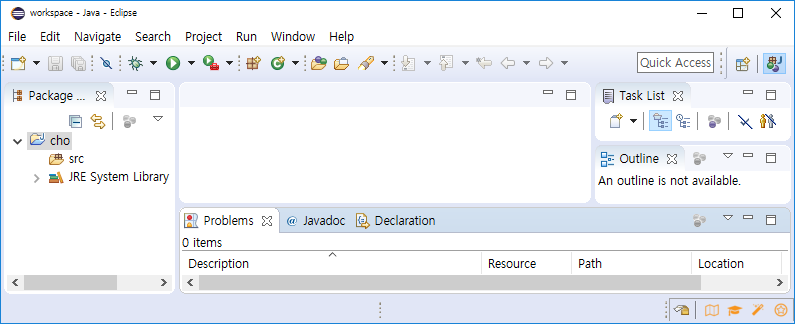 workspace - Java - Eclipse
File Edit Navigate Search Project Run Window Help
Quick Access
Package ...
cho
src
JRE System Library
Task List
Outline
An outline is not available.
Problems @ Javadoc Declaration
0 items
Description Resource Path Location